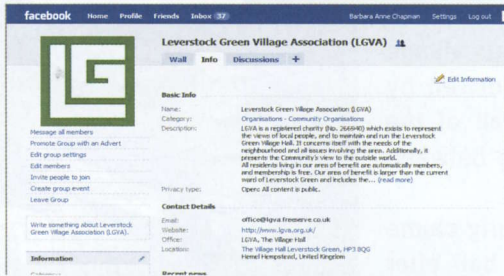 facebook Home Profile Friends Inbox 37 Barbara Anne Chapman Settings Log out
Leverstock Green Village Association (LGVA)
Wall Info Discussions +
Edit Information
LG
Message all members
Promote Group with an Advert
Edit group settings
Edit members
Invite people to join
Create group event
Leave Group
Write something about Leverstock
Green Village Association (LGVA).
Information
Basic Info
Name: Leverstock Green Village Association (LGVA)
Category: Organisations - Community Organisations
Description: LGVA is a registered charity (No. 266940) which exists to represent
the views of local people, and to maintain and run the Leverstock
Green Village Hall. It concerns itself with the needs of the
neighbourhood and all issues involving the area. Additionally, it
presents the Community's view to the outside world.
All residents living in our area of benefit are automatically members,
and membership is free. Our area of benefit is larger than the current
ward of Leverstock Green and includes the... (read more)
Privacy type: Open: All content is public.
Contact Details
Email: office@lgva.freeserve.co.uk
Website: http://www.lgva.org.uk/
Office: LGVA, The Village Hall
Location: The Village Hall Leverstock Green, HP3 8QG
Hemel Hempstead, United Kingdom
Recent news